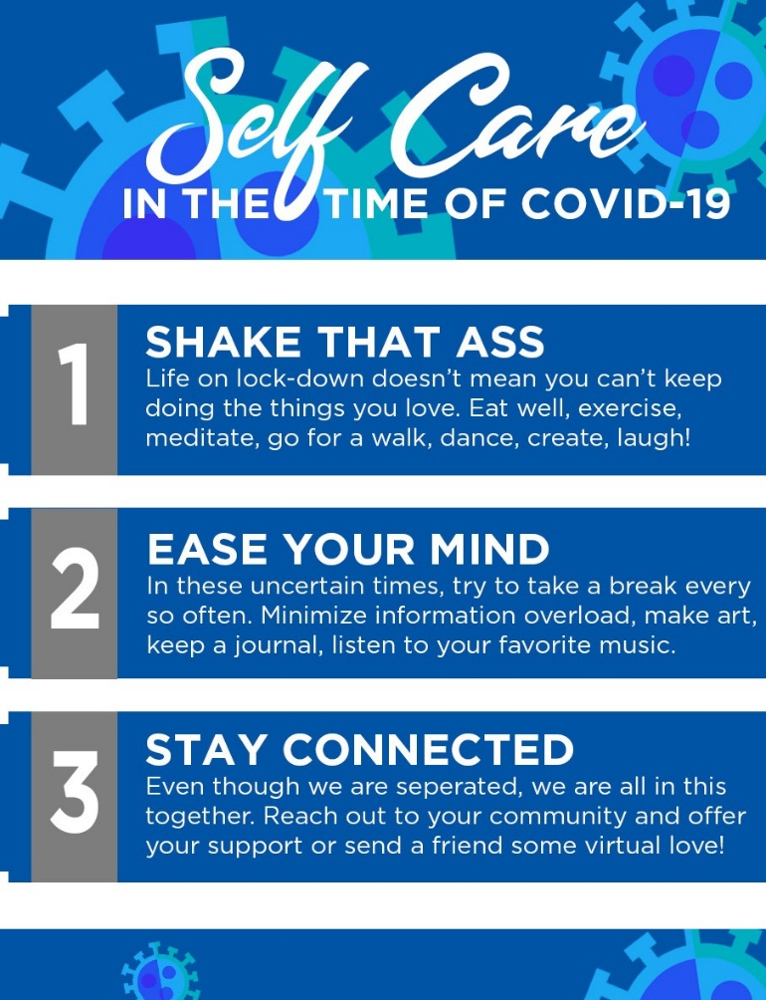 Self Care
IN THE TIME OF COVID-19
1
SHAKE THAT ASS
Life on lock-down doesn't mean you can't keep
doing the things you love. Eat well, exercise,
meditate, go for a walk, dance, create, laugh!
2
EASE YOUR MIND
In these uncertain times, try to take a break every
so often. Minimize information overload, make art,
keep a journal, listen to your favorite music.
3
STAY CONNECTED
Even though we are seperated, we are all in this
together. Reach out to your community and offer
your support or send a friend some virtual love!